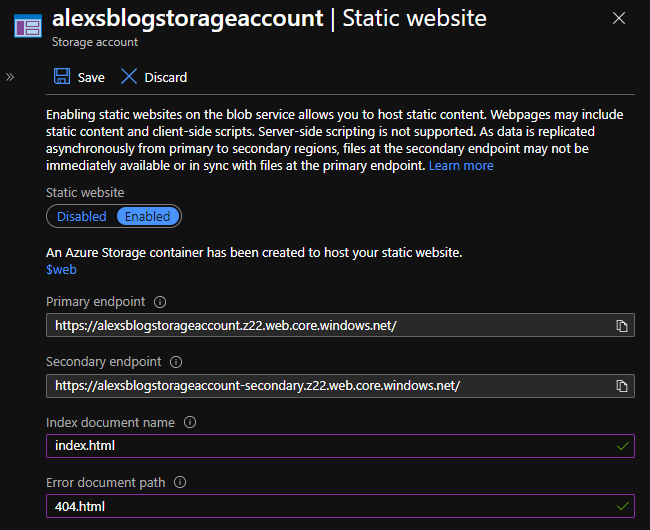 alexsblogstorageaccount | Static website
Storage account
Save Discard
Enabling static websites on the blob service allows you to host static content. Webpages may include
static content and client-side scripts. Server-side scripting is not supported. As data is replicated
asynchronously from primary to secondary regions, files at the secondary endpoint may not be
immediately available or in sync with files at the primary endpoint. Learn more
Static website
Disabled Enabled
An Azure Storage container has been created to host your static website.
$web
Primary endpoint
https://alexsblogstorageaccount.z22.web.core.windows.net/
Secondary endpoint
https://alexsblogstorageaccount-secondary.z22.web.core.windows.net/
Index document name
index.html
Error document path
404.html